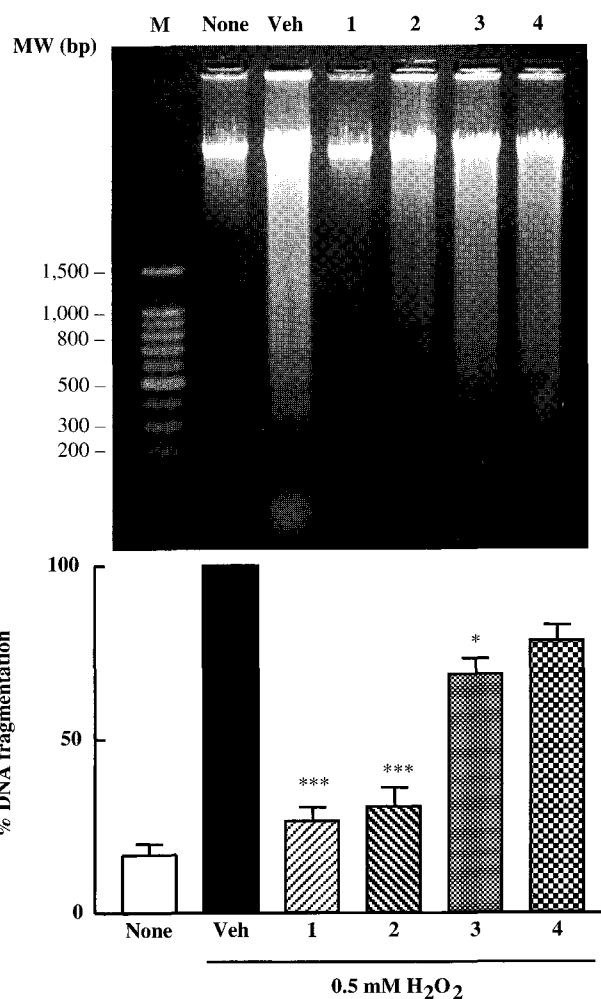 M None Veh 1 2 3 4
MW (bp)
1,500 –
1,000 –
800 –
500 –
300 –
200 –
% DNA fragmentation
100
50
0
***
***
*
None Veh 1 2 3 4
0.5 mM H₂O₂